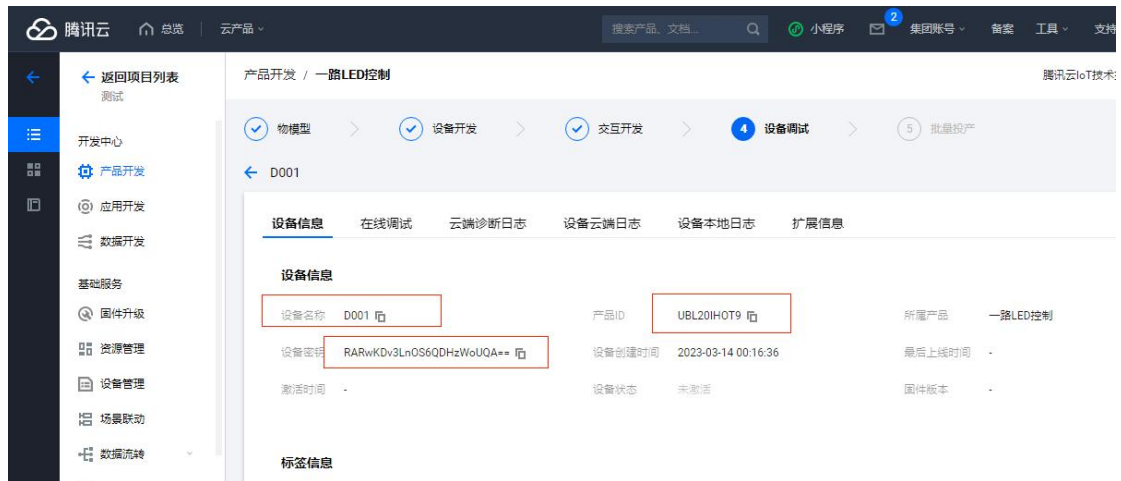 腾讯云 总览 云产品 搜索产品、文档... 小程序 2 集团账号 备案 工具 支持
返回项目列表 产品开发 / 一路LED控制 腾讯云IoT技术
测试
物模型 设备开发 交互开发 4 设备调试 5 批量投产
开发中心
产品开发 D001
应用开发
设备信息 在线调试 云端诊断日志 设备云端日志 设备本地日志 扩展信息
数据开发
设备信息
基础服务
固件升级 设备名称 D001 产品ID UBL20IHOT9 所属产品 一路LED控制
资源管理 设备密钥 RARwKDv3LnOS6QDHzWoUQA== 设备创建时间 2023-03-14 00:16:36 最后上线时间 -
设备管理 激活时间 - 设备状态 未激活 固件版本 -
场景联动
数据流转
标签信息